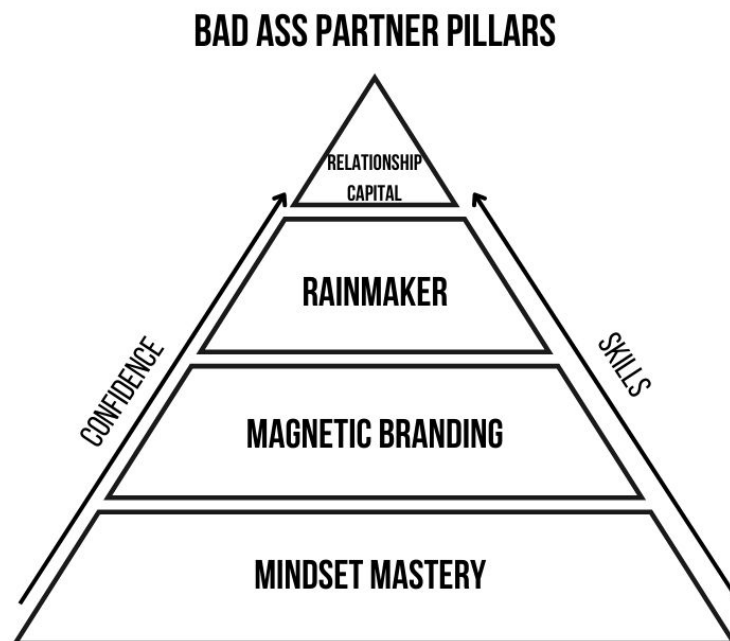 BAD ASS PARTNER PILLARS
RELATIONSHIP
CAPITAL
RAINMAKER
CONFIDENCE
SKILLS
MAGNETIC BRANDING
MINDSET MASTERY